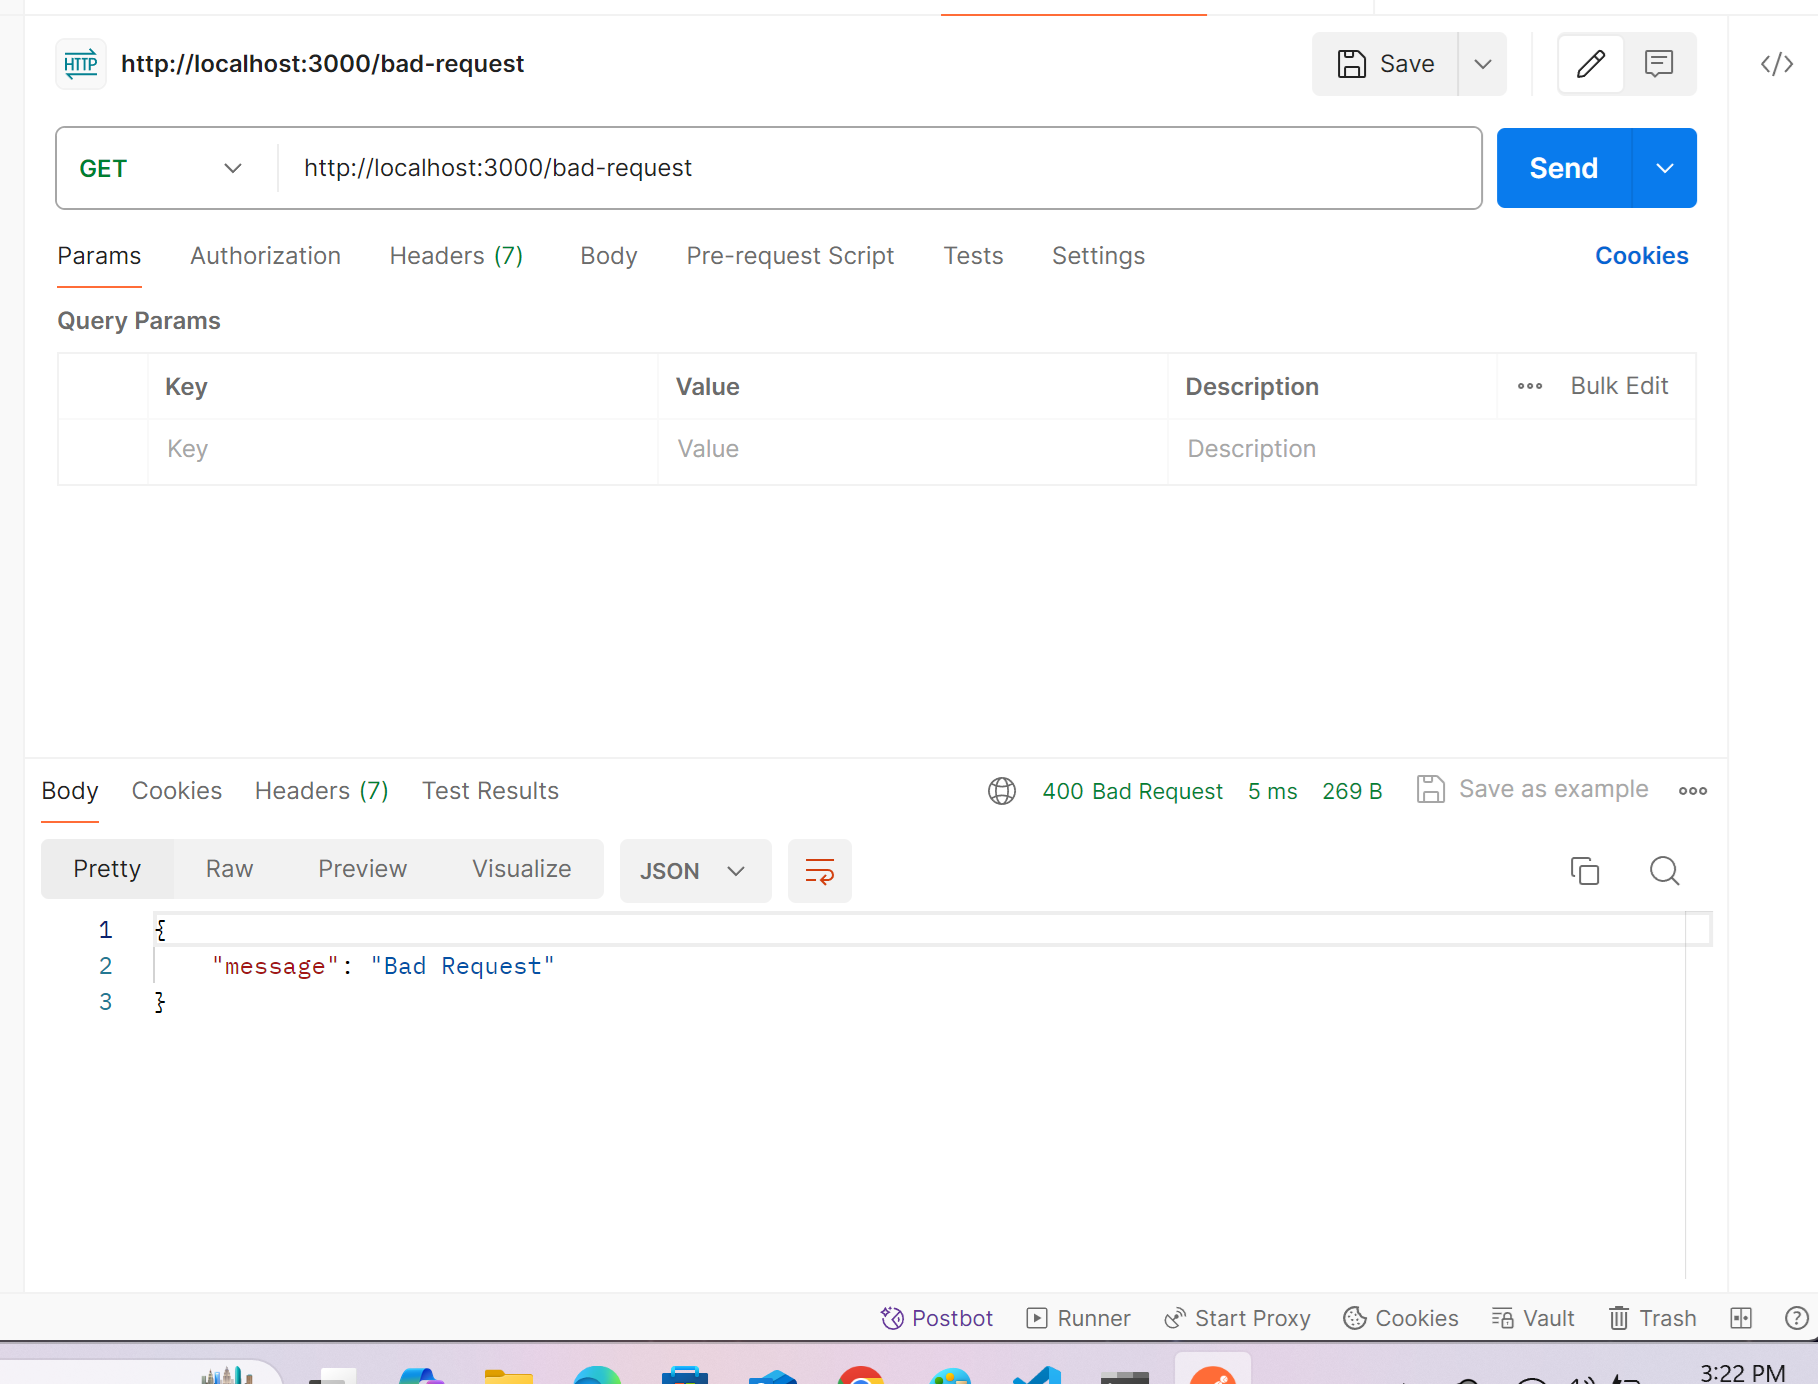 HTTP http://localhost:3000/bad-request Save
GET http://localhost:3000/bad-request Send
Params Authorization Headers (7) Body Pre-request Script Tests Settings Cookies
Query Params
Key Value Description Bulk Edit
Key Value Description
Body Cookies Headers (7) Test Results 400 Bad Request 5 ms 269 B Save as example
Pretty Raw Preview Visualize JSON
1 {
2 "message": "Bad Request"
3 }
Postbot Runner Start Proxy Cookies Vault Trash
3:22 PM